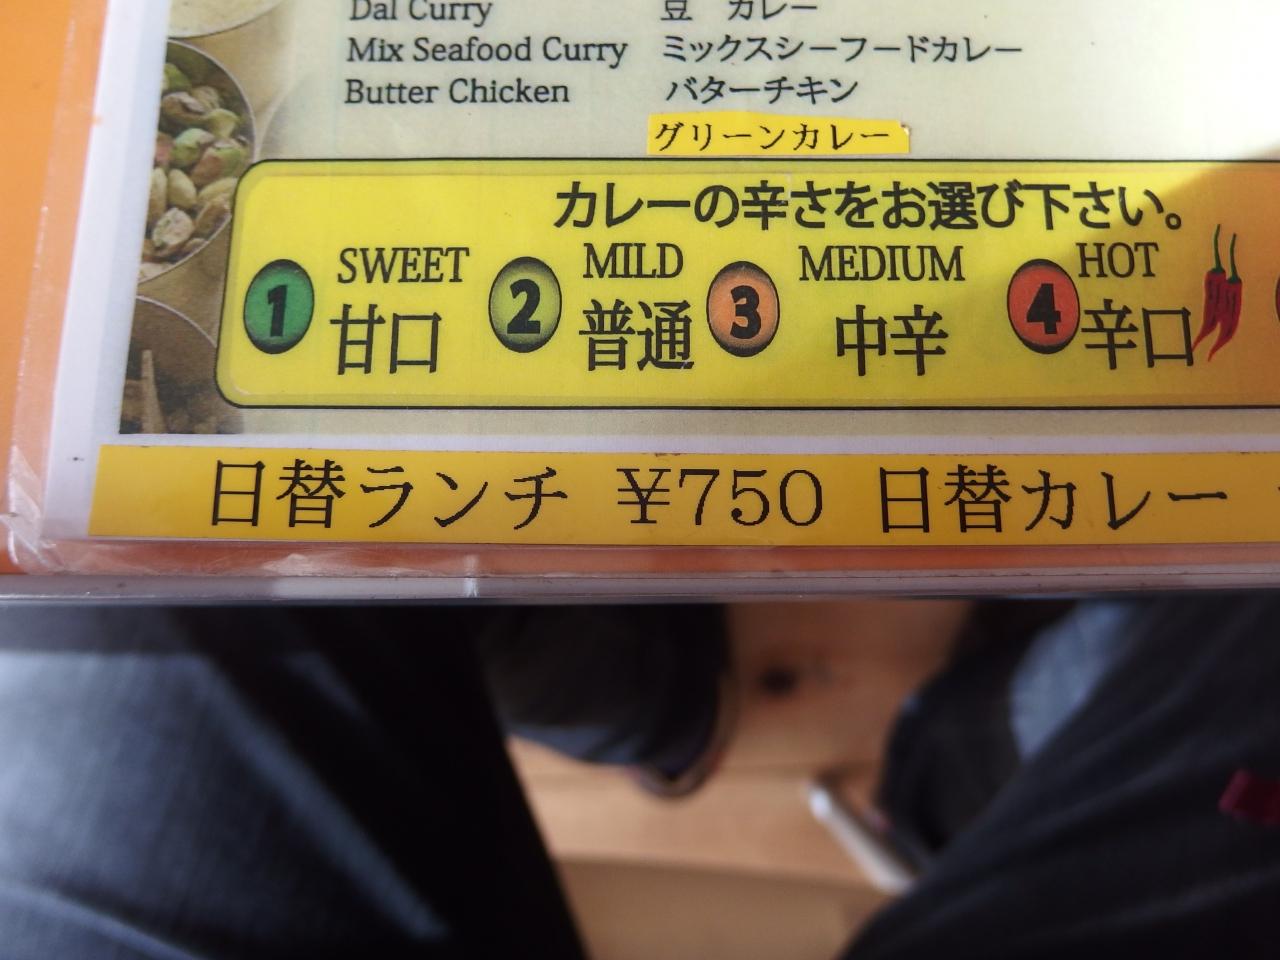 Dal Curry 豆 カレー
Mix Seafood Curry ミックスシーフードカレー
Butter Chicken バターチキン
グリーンカレー
カレーの辛さをお選び下さい。
1 SWEET 2 MILD 3 MEDIUM 4 HOT
甘口 普通 中辛 辛口
日替ランチ ¥750 日替カレー